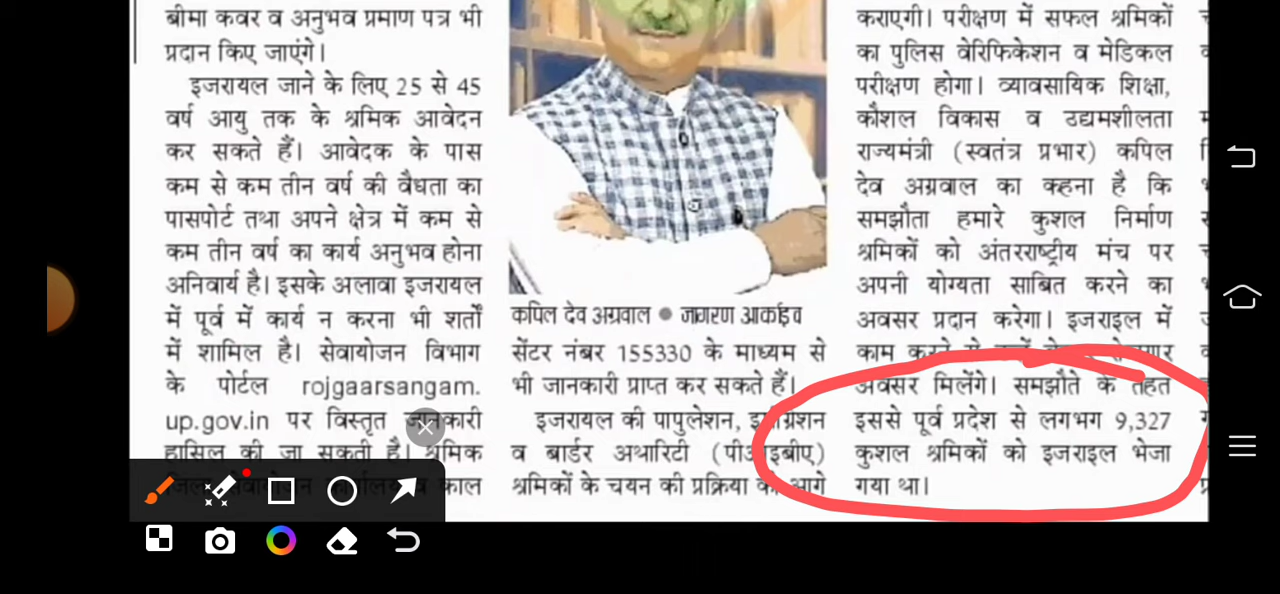 बीमा कवर व अनुभव प्रमाण पत्र भी
प्रदान किए जाएंगे।
इजरायल जाने के लिए 25 से 45
वर्ष आयु तक के श्रमिक आवेदन
कर सकते हैं। आवेदक के पास
कम से कम तीन वर्ष की वैधता का
पासपोर्ट तथा अपने क्षेत्र में कम से
कम तीन वर्ष का कार्य अनुभव होना
अनिवार्य है। इसके अलावा इजरायल
में पूर्व में कार्य न करना भी शर्तों
में शामिल है। सेवायोजन विभाग
के पोर्टल rojgaarsangam.
up.gov.in पर विस्तृत जानकारी
हासिल की जा सकती है। श्रमिक
जिला सेवायोजन कार्यालय व काल
कपिल देव अग्रवाल ● जागरण आर्काइव
सेंटर नंबर 155330 के माध्यम से
भी जानकारी प्राप्त कर सकते हैं।
इजरायल की पापुलेशन, इमिग्रेशन
व बार्डर अथारिटी (पीआइबीए)
श्रमिकों के चयन की प्रक्रिया को आगे
कराएगी। परीक्षण में सफल श्रमिकों
का पुलिस वेरिफिकेशन व मेडिकल
परीक्षण होगा। व्यावसायिक शिक्षा,
कौशल विकास व उद्यमशीलता
राज्यमंत्री (स्वतंत्र प्रभार) कपिल
देव अग्रवाल का कहना है कि
समझौता हमारे कुशल निर्माण
श्रमिकों को अंतरराष्ट्रीय मंच पर
अपनी योग्यता साबित करने का
अवसर प्रदान करेगा। इजराइल में
काम करने से उन्हें रोजगार
अवसर मिलेंगे। समझौते के तहत
इससे पूर्व प्रदेश से लगभग 9,327
कुशल श्रमिकों को इजराइल भेजा
गया था।